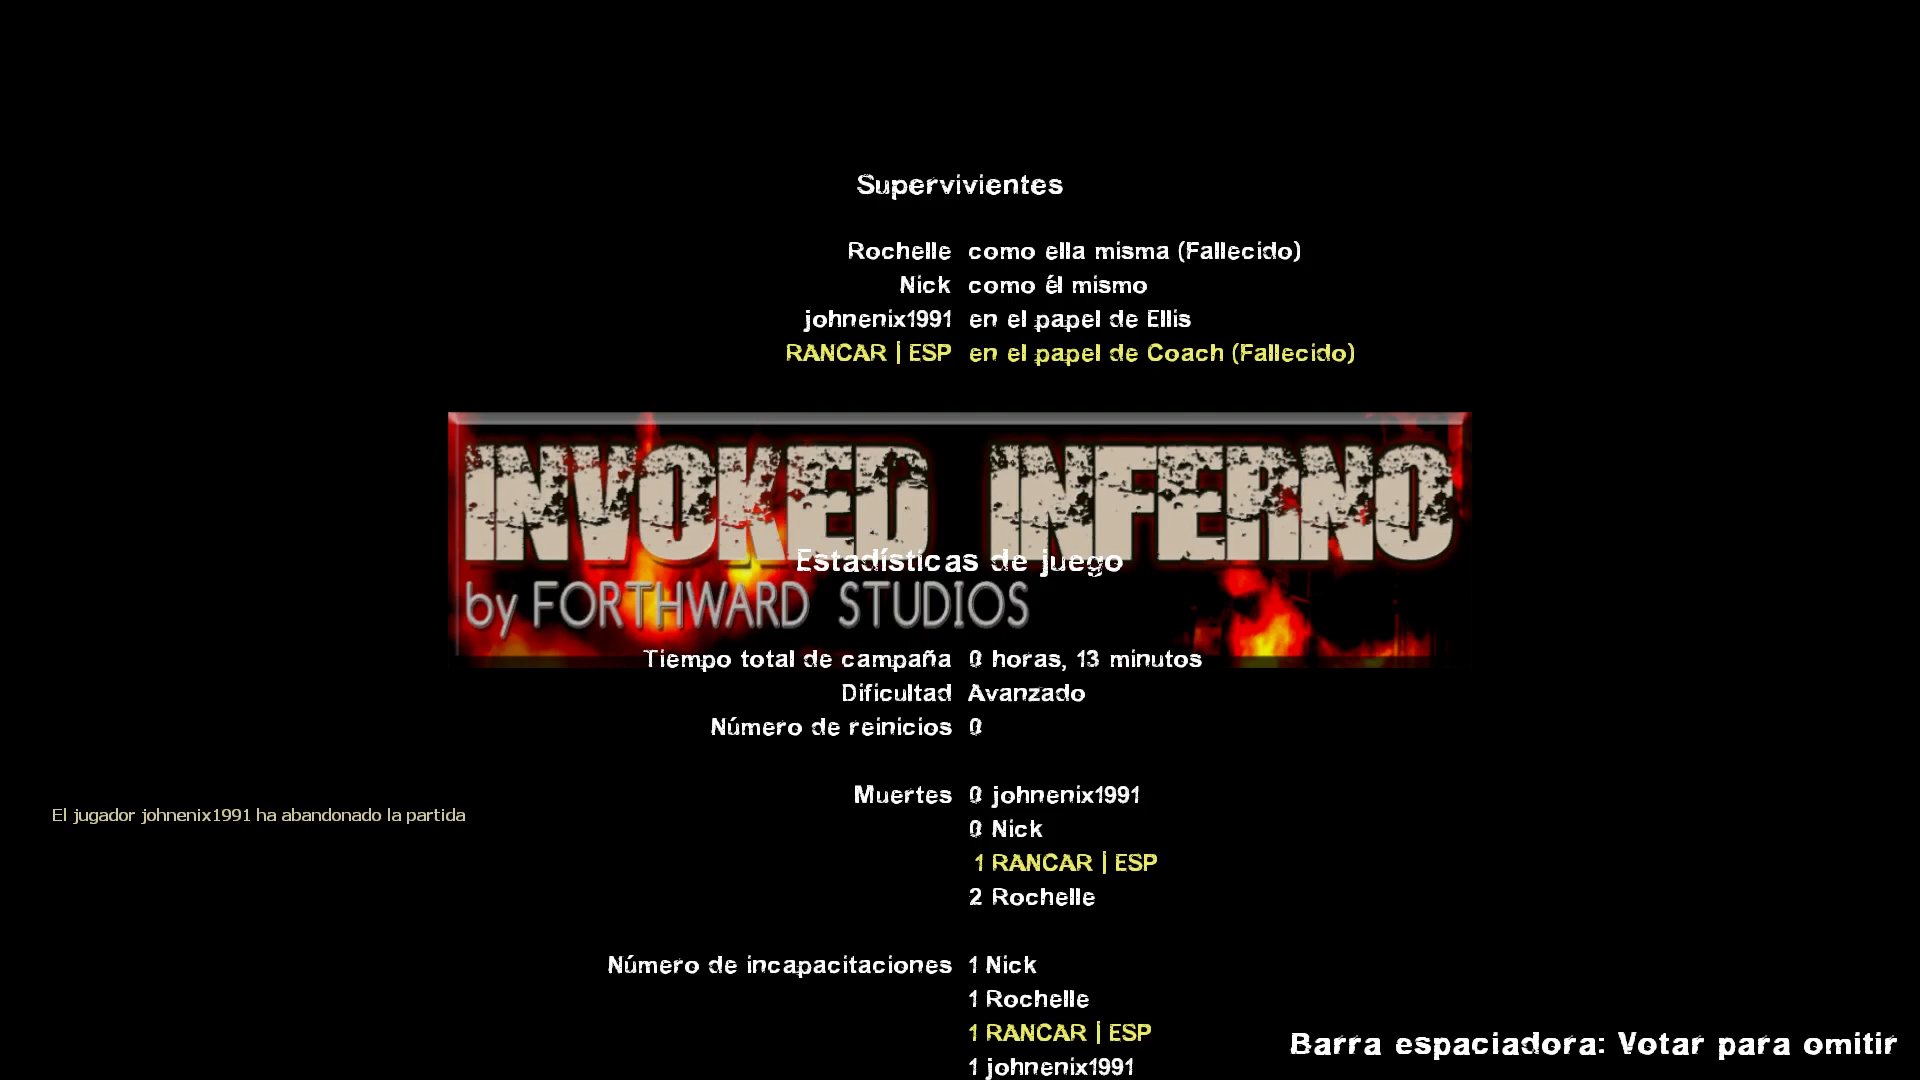 Supervivientes
Rochelle como ella misma (Fallecido)
Nick como él mismo
johnenix1991 en el papel de Ellis
RANCAR | ESP en el papel de Coach (Fallecido)
INVOKED INFERNO
Estadísticas de juego
by FORTHWARD STUDIOS
Tiempo total de campaña 0 horas, 13 minutos
Dificultad Avanzado
Número de reinicios 0
Muertes 0 johnenix1991
El jugador johnenix1991 ha abandonado la partida
0 Nick
1 RANCAR | ESP
2 Rochelle
Número de incapacitaciones 1 Nick
1 Rochelle
1 RANCAR | ESP
Barra espaciadora: Votar para omitir
1 johnenix1991